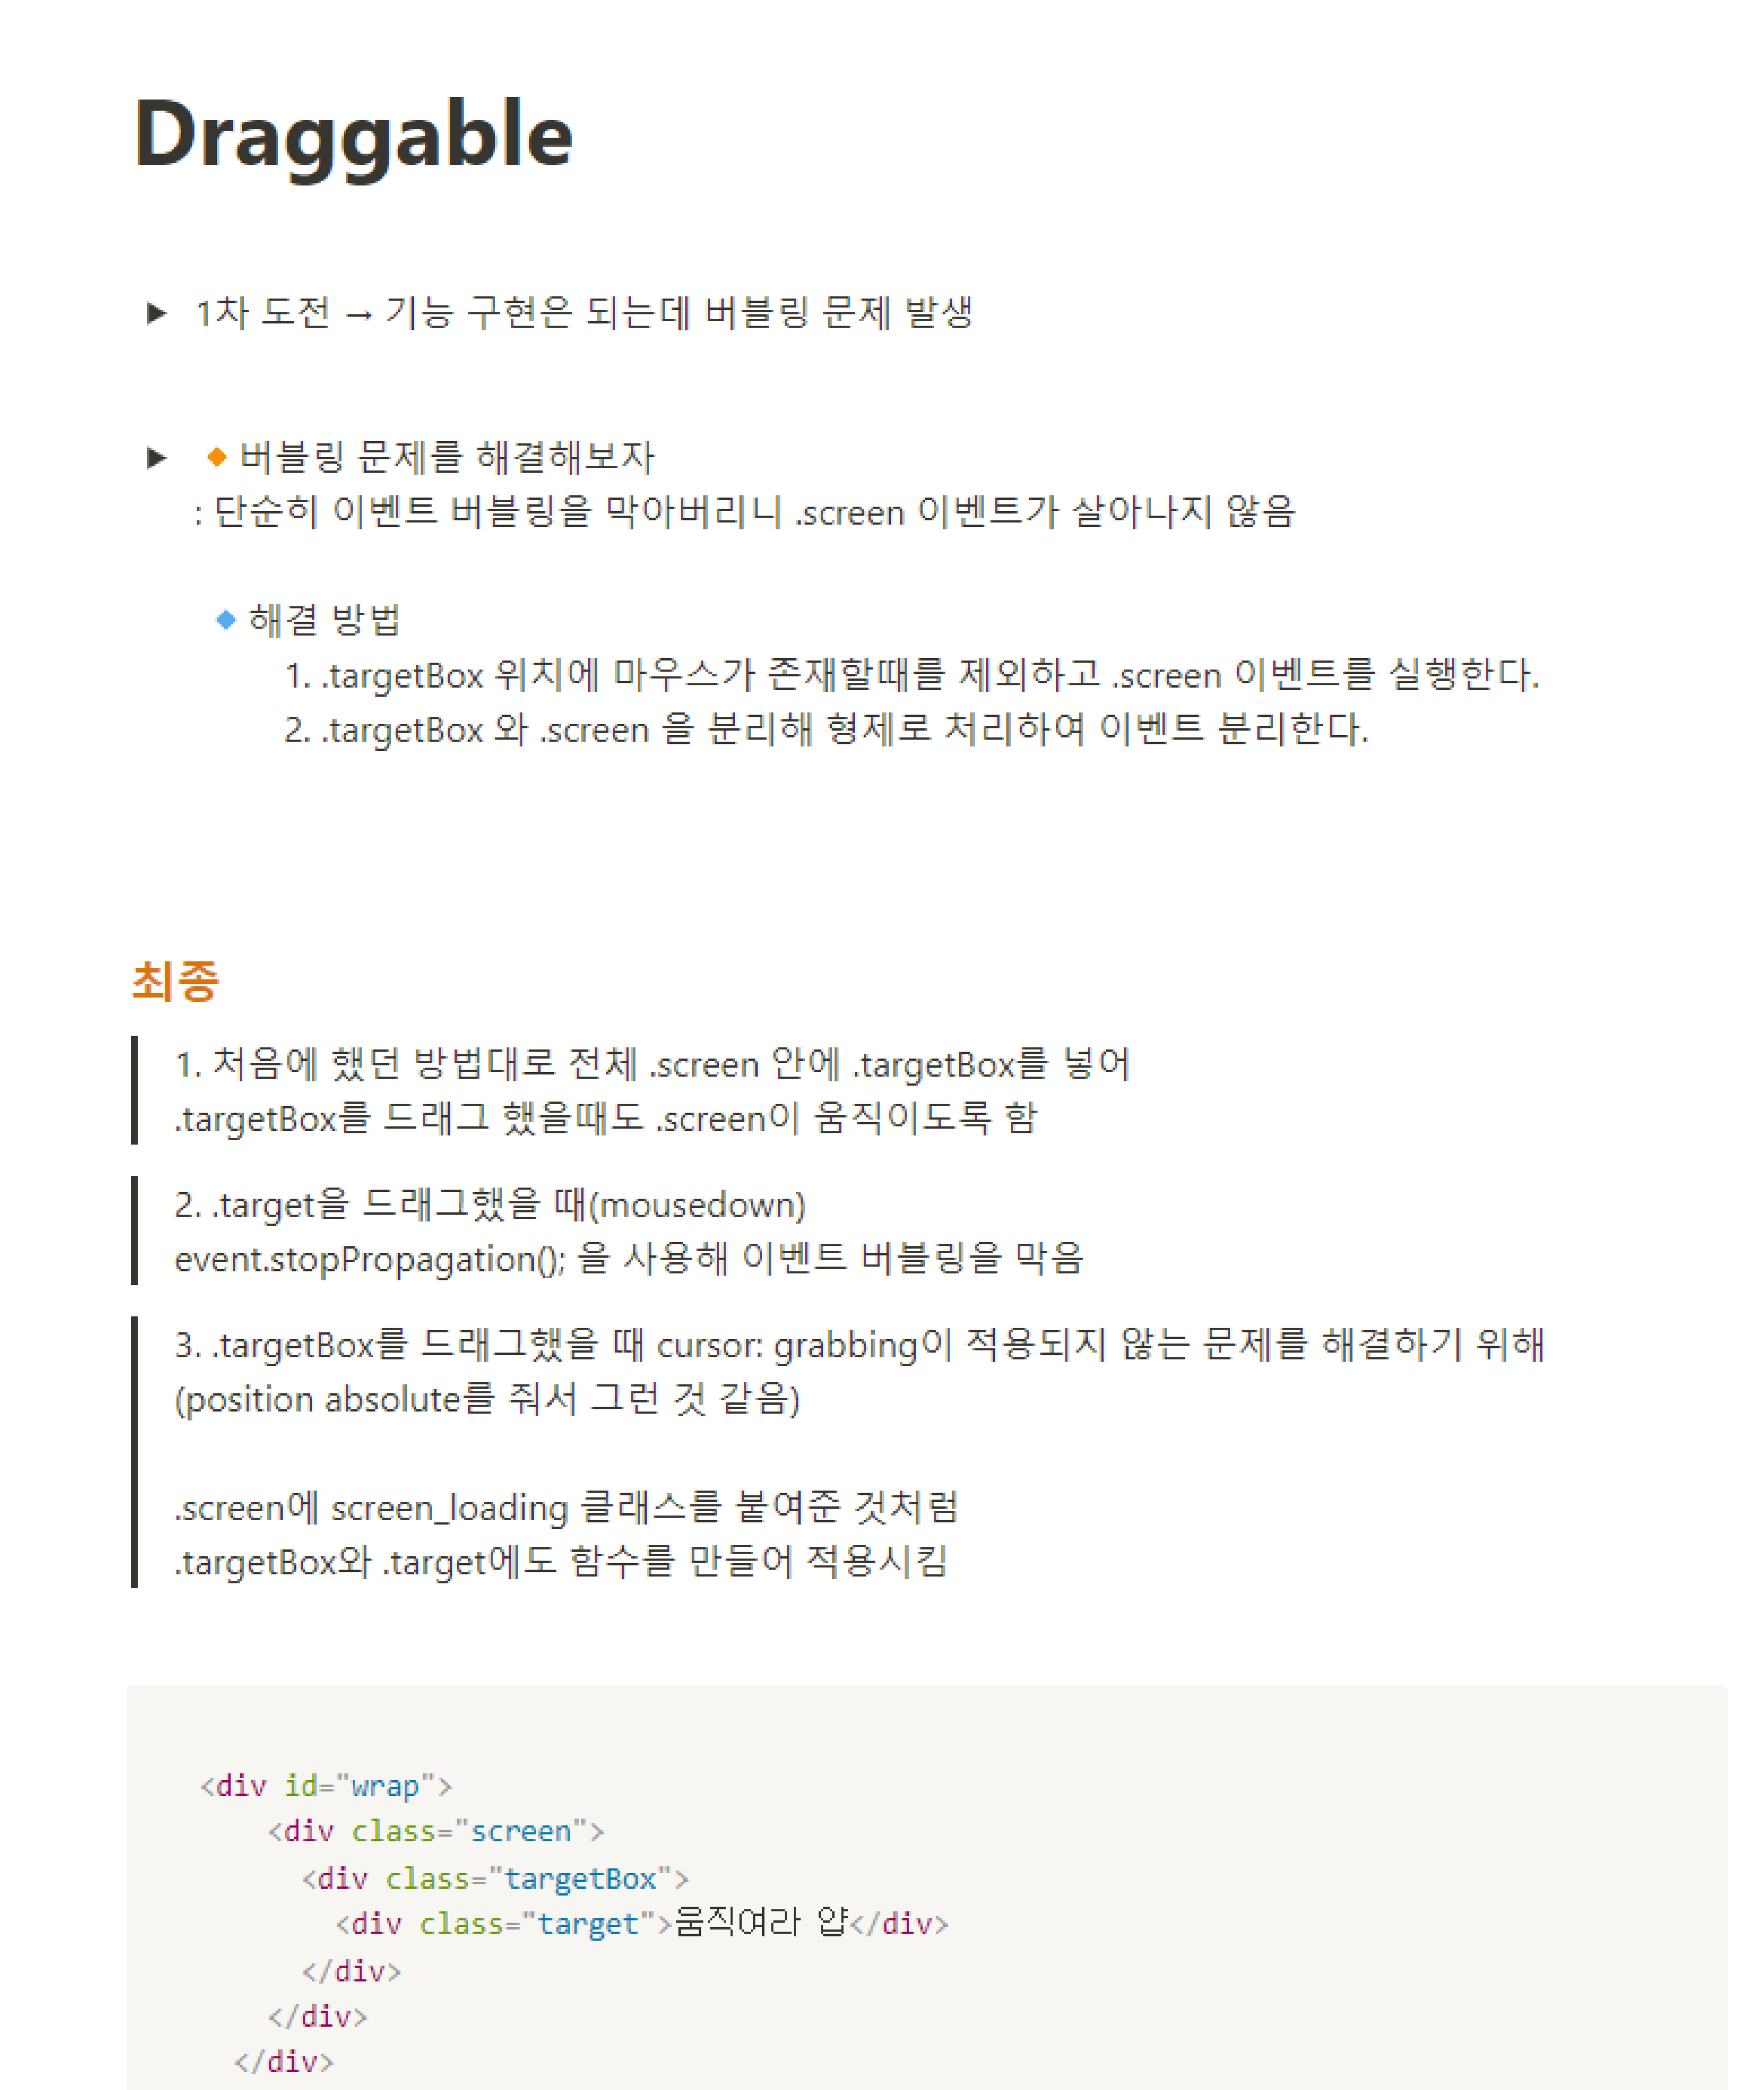 Draggable
▶ 1차 도전 → 기능 구현은 되는데 버블링 문제 발생
▶ 🔸버블링 문제를 해결해보자
: 단순히 이벤트 버블링을 막아버리니 .screen 이벤트가 살아나지 않음
🔹해결 방법
1. .targetBox 위치에 마우스가 존재할때를 제외하고 .screen 이벤트를 실행한다.
2. .targetBox 와 .screen 을 분리해 형제로 처리하여 이벤트 분리한다.
최종
1. 처음에 했던 방법대로 전체 .screen 안에 .targetBox를 넣어
.targetBox를 드래그 했을때도 .screen이 움직이도록 함
2. .target을 드래그했을 때(mousedown)
event.stopPropagation(); 을 사용해 이벤트 버블링을 막음
3. .targetBox를 드래그했을 때 cursor: grabbing이 적용되지 않는 문제를 해결하기 위해
(position absolute를 줘서 그런 것 같음)
.screen에 screen_loading 클래스를 붙여준 것처럼
.targetBox와 .target에도 함수를 만들어 적용시킴
<div id="wrap">
<div class="screen">
<div class="targetBox">
<div class="target">움직여라 얍</div>
</div>
</div>
</div>